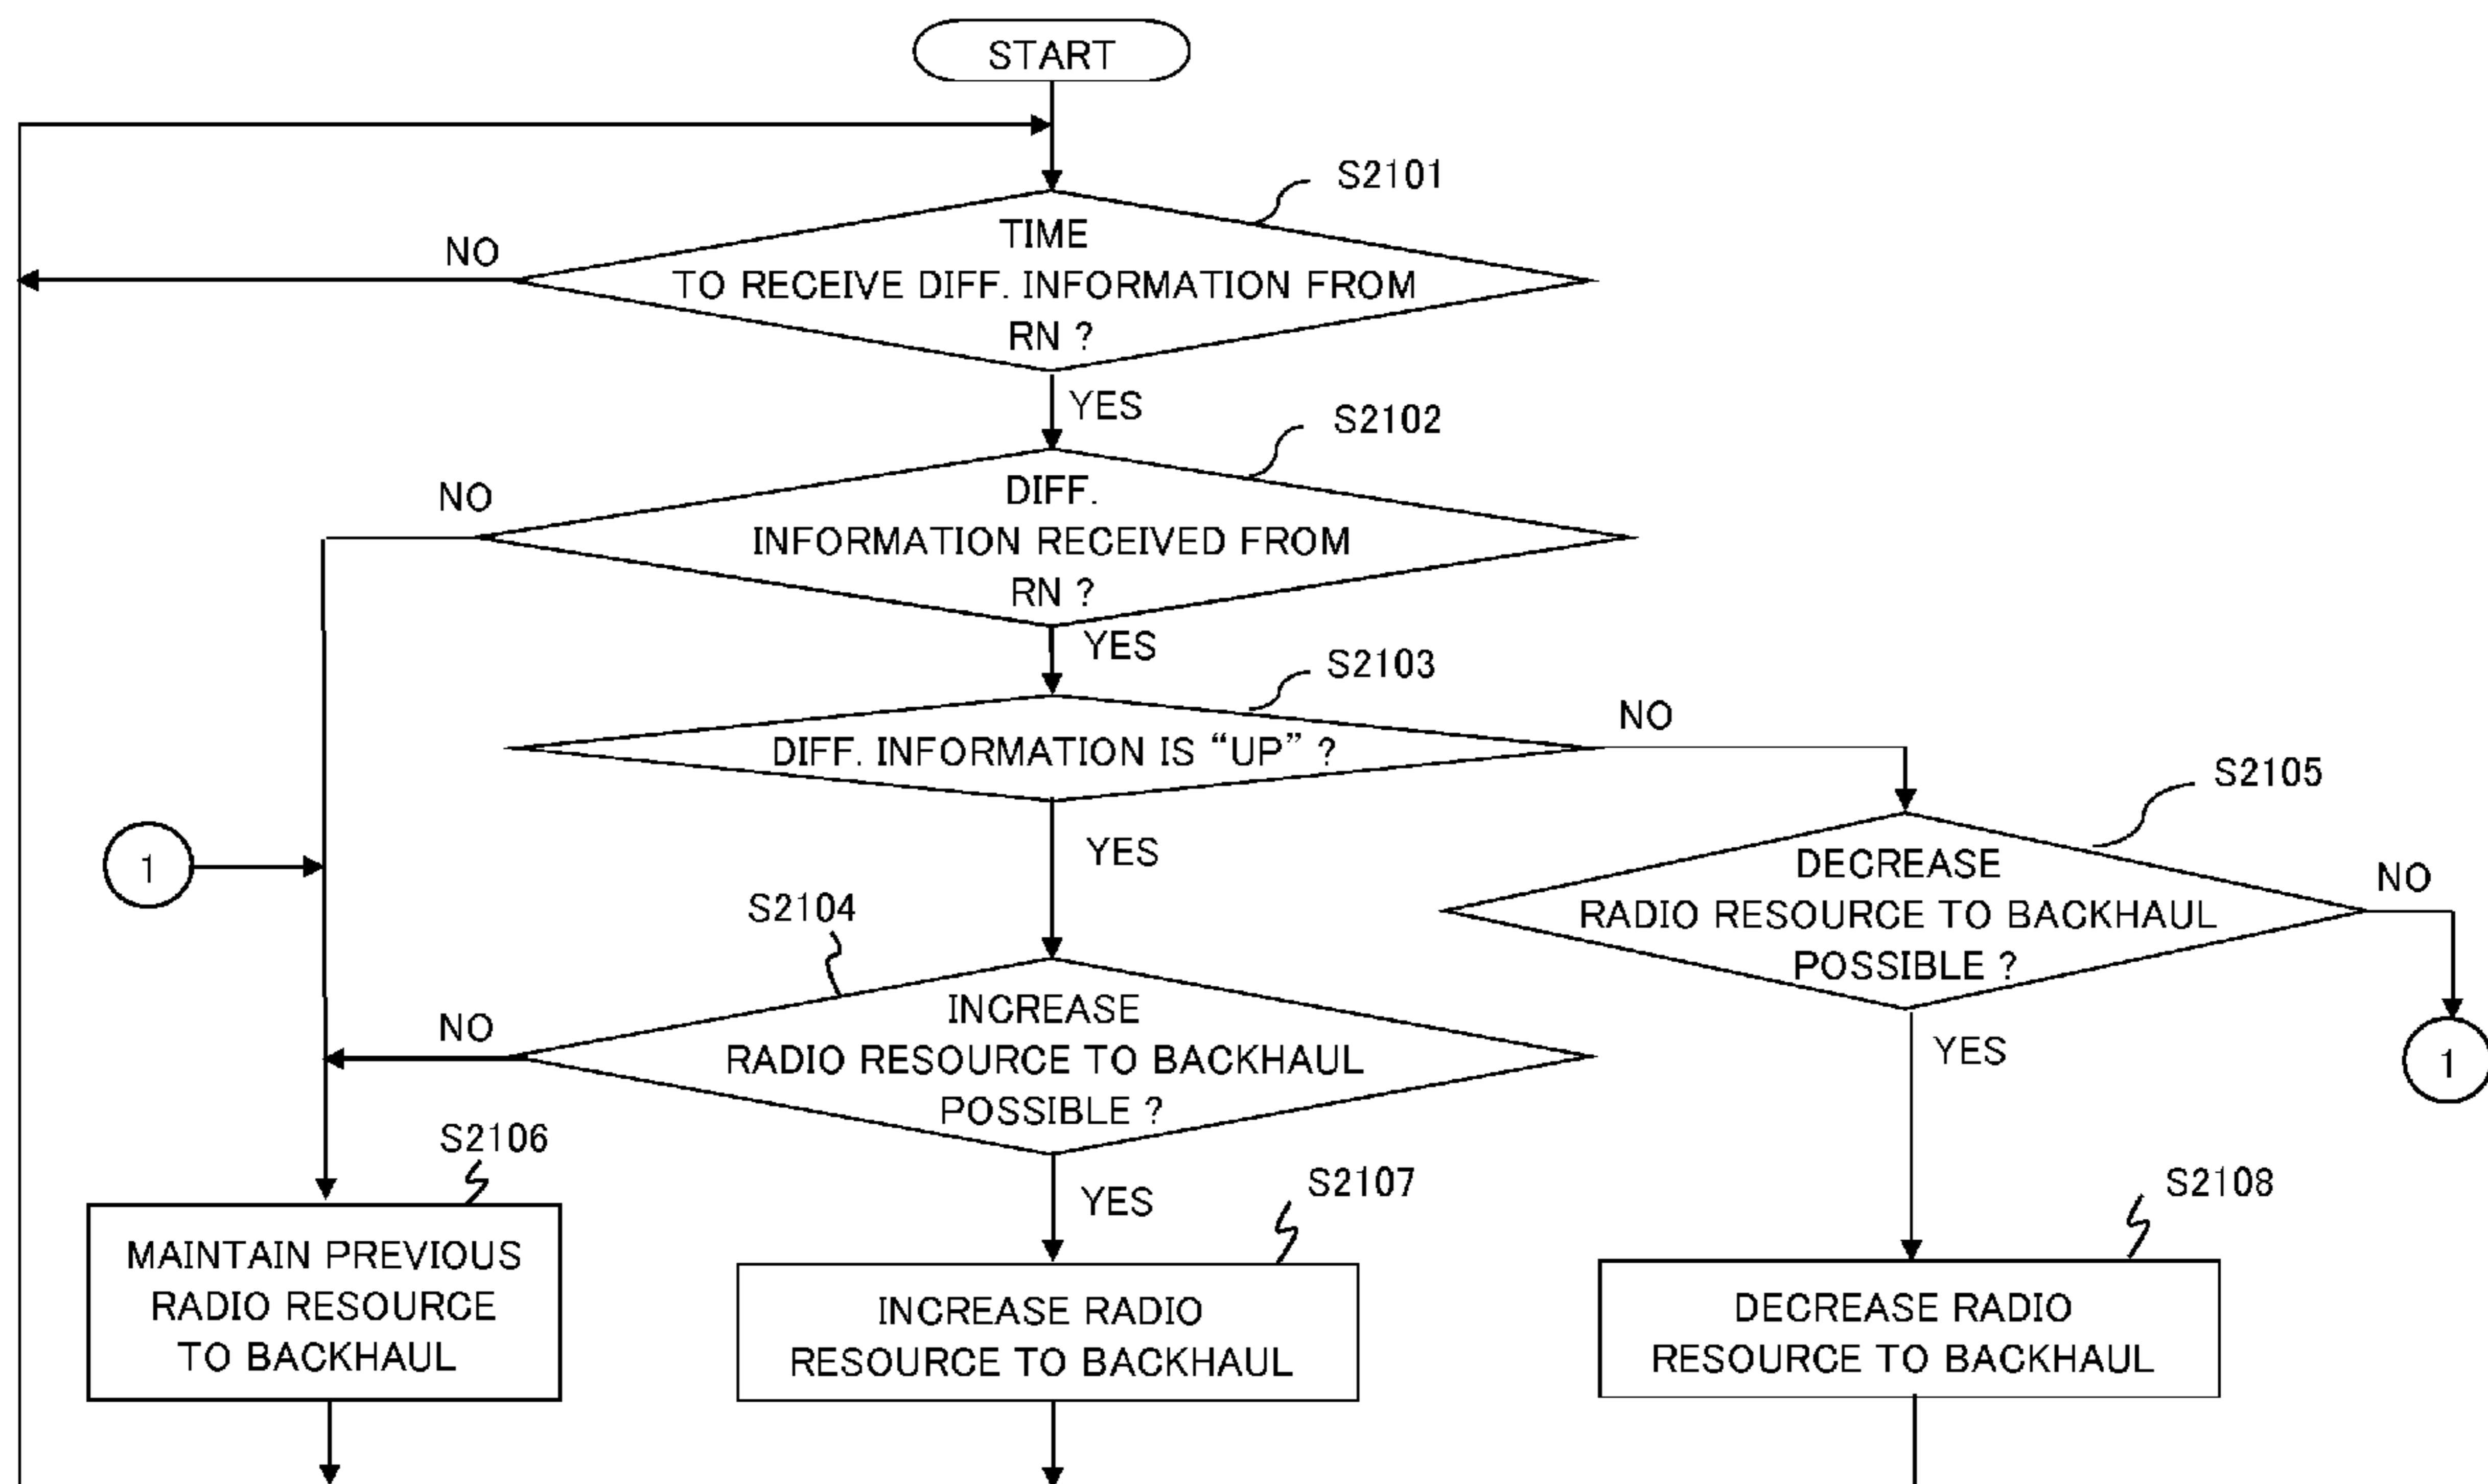 START
S2101
NO
TIME
TO RECEIVE DIFF. INFORMATION FROM
RN ?
YES
S2102
NO
DIFF.
INFORMATION RECEIVED FROM
RN ?
YES
S2103
NO
DIFF. INFORMATION IS “UP” ?
S2105
YES
1
DECREASE
RADIO RESOURCE TO BACKHAUL
POSSIBLE ?
NO
S2104
INCREASE
RADIO RESOURCE TO BACKHAUL
POSSIBLE ?
NO
YES
1
S2106
YES
S2107
S2108
MAINTAIN PREVIOUS
RADIO RESOURCE
TO BACKHAUL
INCREASE RADIO
RESOURCE TO BACKHAUL
DECREASE RADIO
RESOURCE TO BACKHAUL